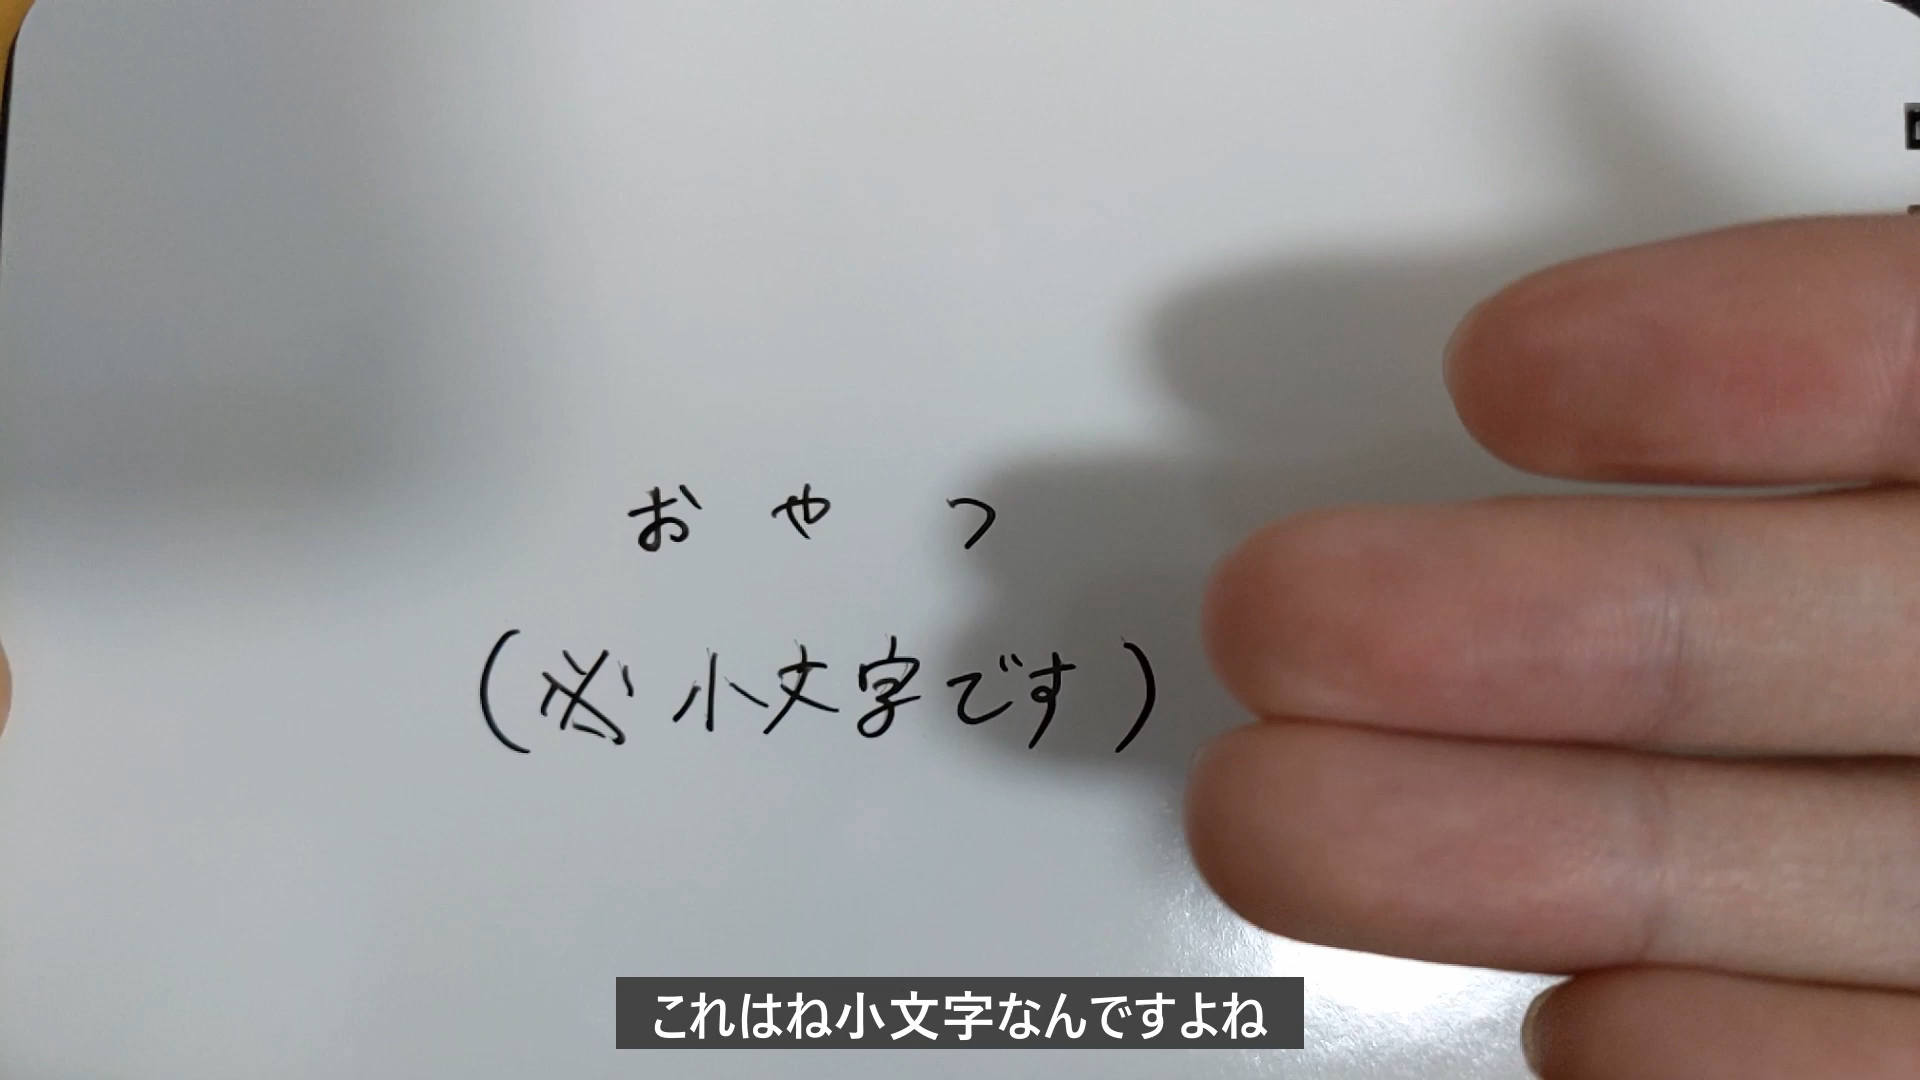 お や つ
(※ 小文字です)
これはね小文字なんですよね